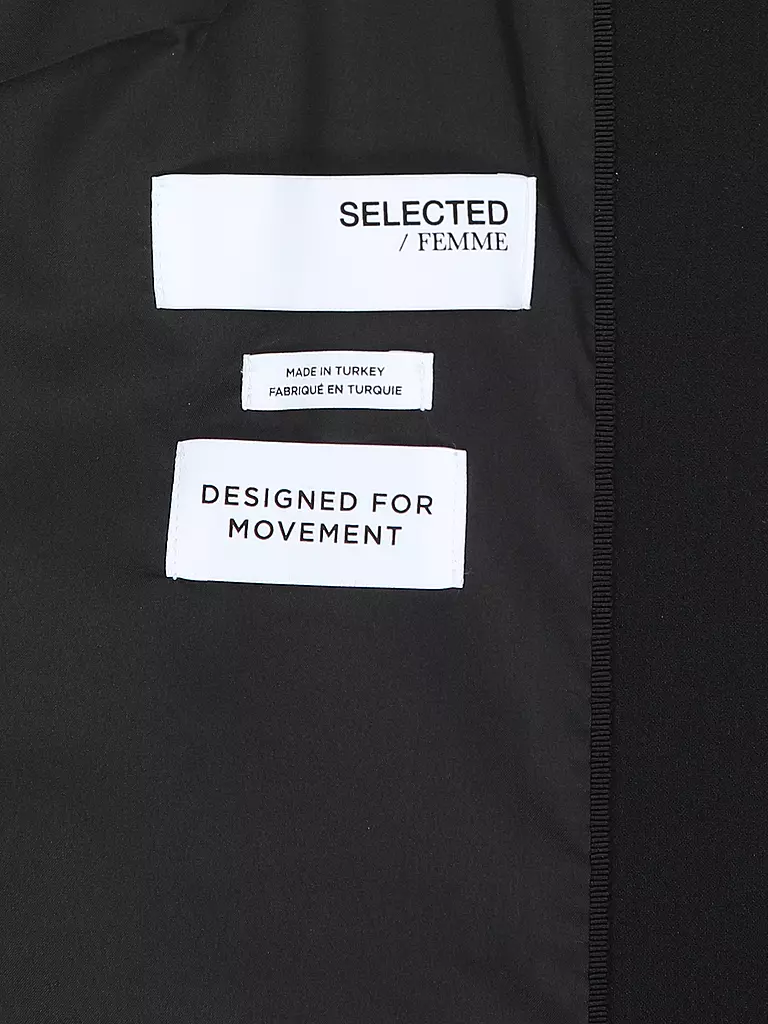 SELECTED
/ FEMME
MADE IN TURKEY
FABRIQUÉ EN TURQUIE
DESIGNED FOR
MOVEMENT